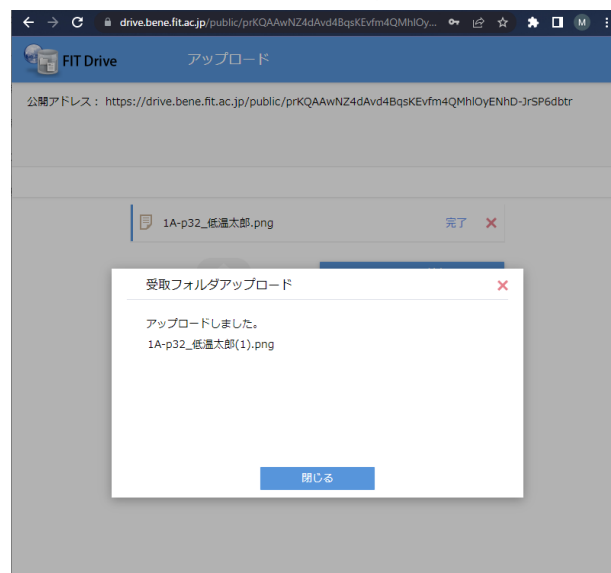 drive.bene.fit.ac.jp/public/prKQAAwNZ4dAvd4BqsKEvfm4QMhlOy...
M
FIT Drive
アップロード
公開アドレス： https://drive.bene.fit.ac.jp/public/prKQAAwNZ4dAvd4BqsKEvfm4QMhlOyENhD-JrSP6dbtr
1A-p32_低温太郎.png 完了
受取フォルダアップロード
アップロードしました。
1A-p32_低温太郎(1).png
閉じる